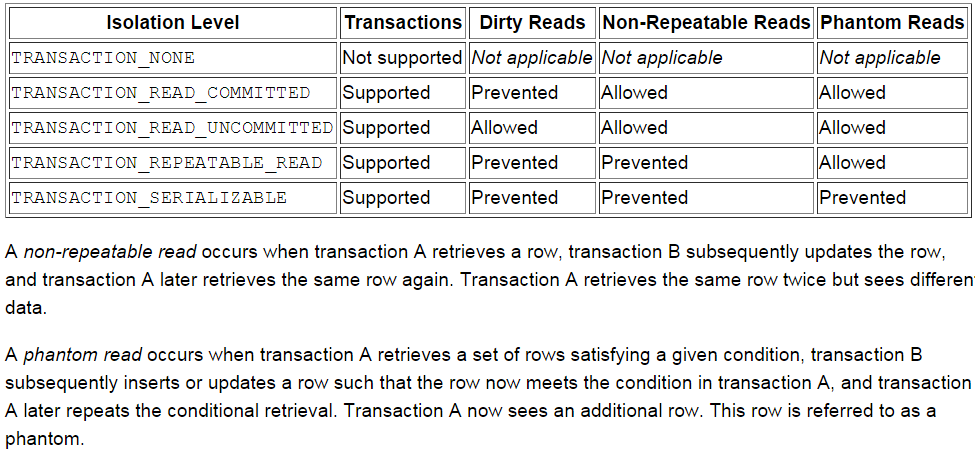 Isolation Level Transactions Dirty Reads Non-Repeatable Reads Phantom Reads
TRANSACTION_NONE Not supported Not applicable Not applicable Not applicable
TRANSACTION_READ_COMMITTED Supported Prevented Allowed Allowed
TRANSACTION_READ_UNCOMMITTED Supported Allowed Allowed Allowed
TRANSACTION_REPEATABLE_READ Supported Prevented Prevented Allowed
TRANSACTION_SERIALIZABLE Supported Prevented Prevented Prevented
A non-repeatable read occurs when transaction A retrieves a row, transaction B subsequently updates the row,
and transaction A later retrieves the same row again. Transaction A retrieves the same row twice but sees differen
data.
A phantom read occurs when transaction A retrieves a set of rows satisfying a given condition, transaction B
subsequently inserts or updates a row such that the row now meets the condition in transaction A, and transaction
A later repeats the conditional retrieval. Transaction A now sees an additional row. This row is referred to as a
phantom.